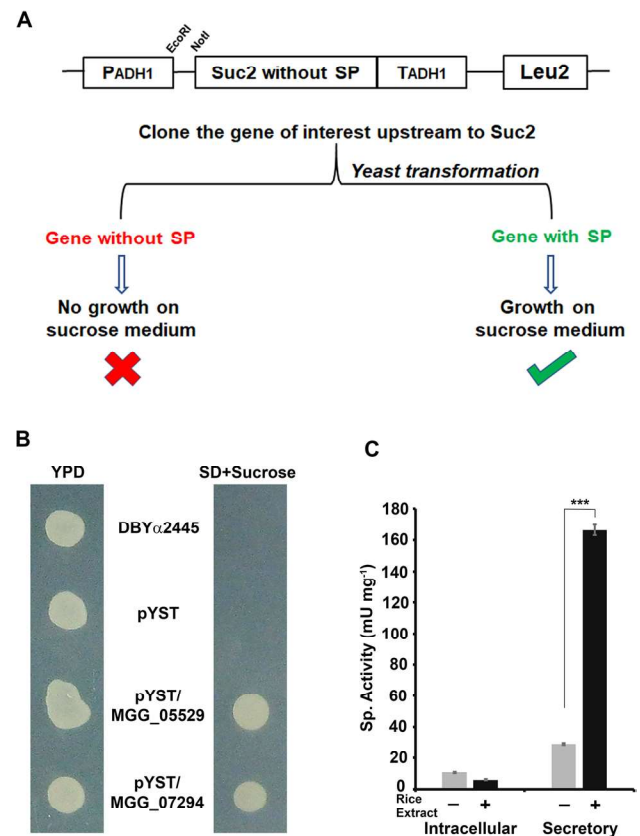 A
EcoRI
NotI
PADH1
Suc2 without SP
TADH1
Leu2
Clone the gene of interest upstream to Suc2
Yeast transformation
Gene without SP
Gene with SP
No growth on
sucrose medium
Growth on
sucrose medium
B
YPD
SD+Sucrose
DBYα2445
pYST
pYST/
MGG_05529
pYST/
MGG_07294
C
Sp. Activity (mU mg⁻¹)
180
160
140
120
100
80
60
40
20
0
***
Rice
Extract
− + − +
Intracellular Secretory